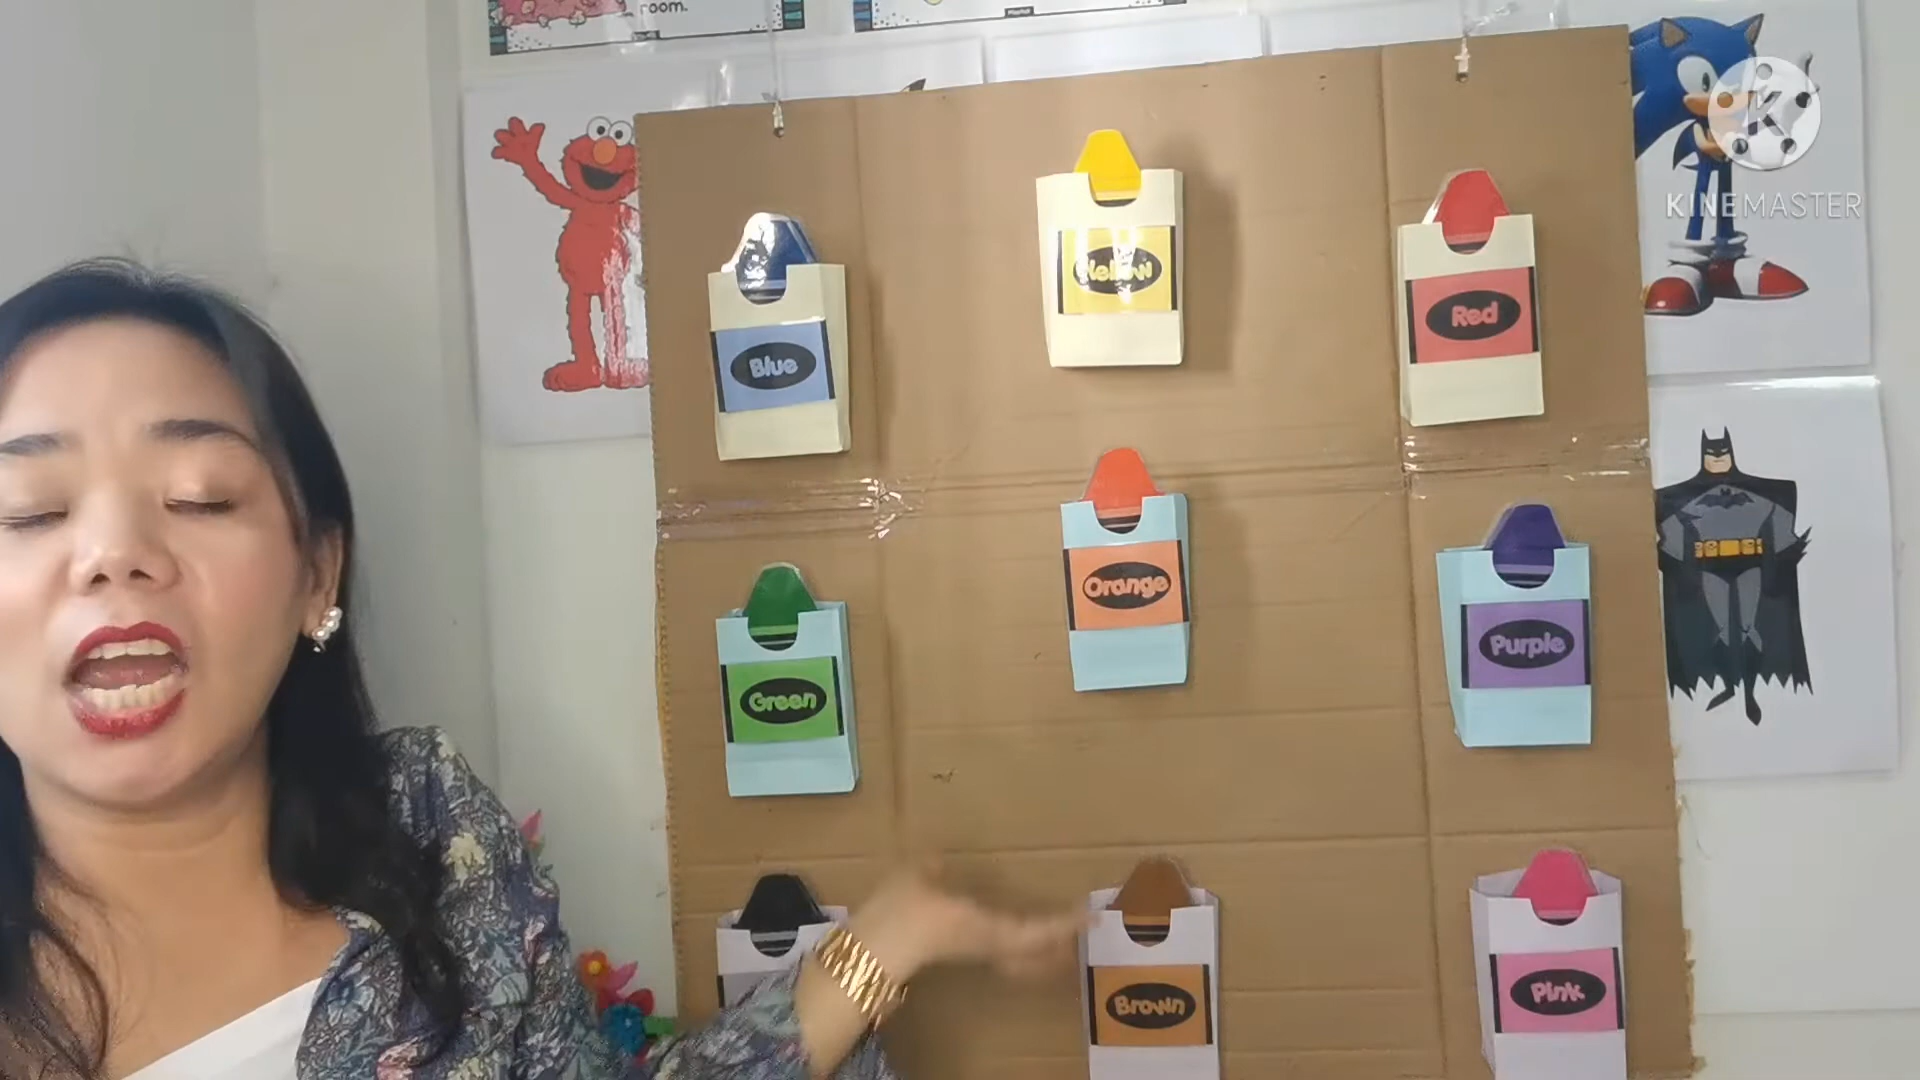 room.
KINEMASTER
Blue
Yellow
Red
Green
Orange
Purple
Brown
Pink